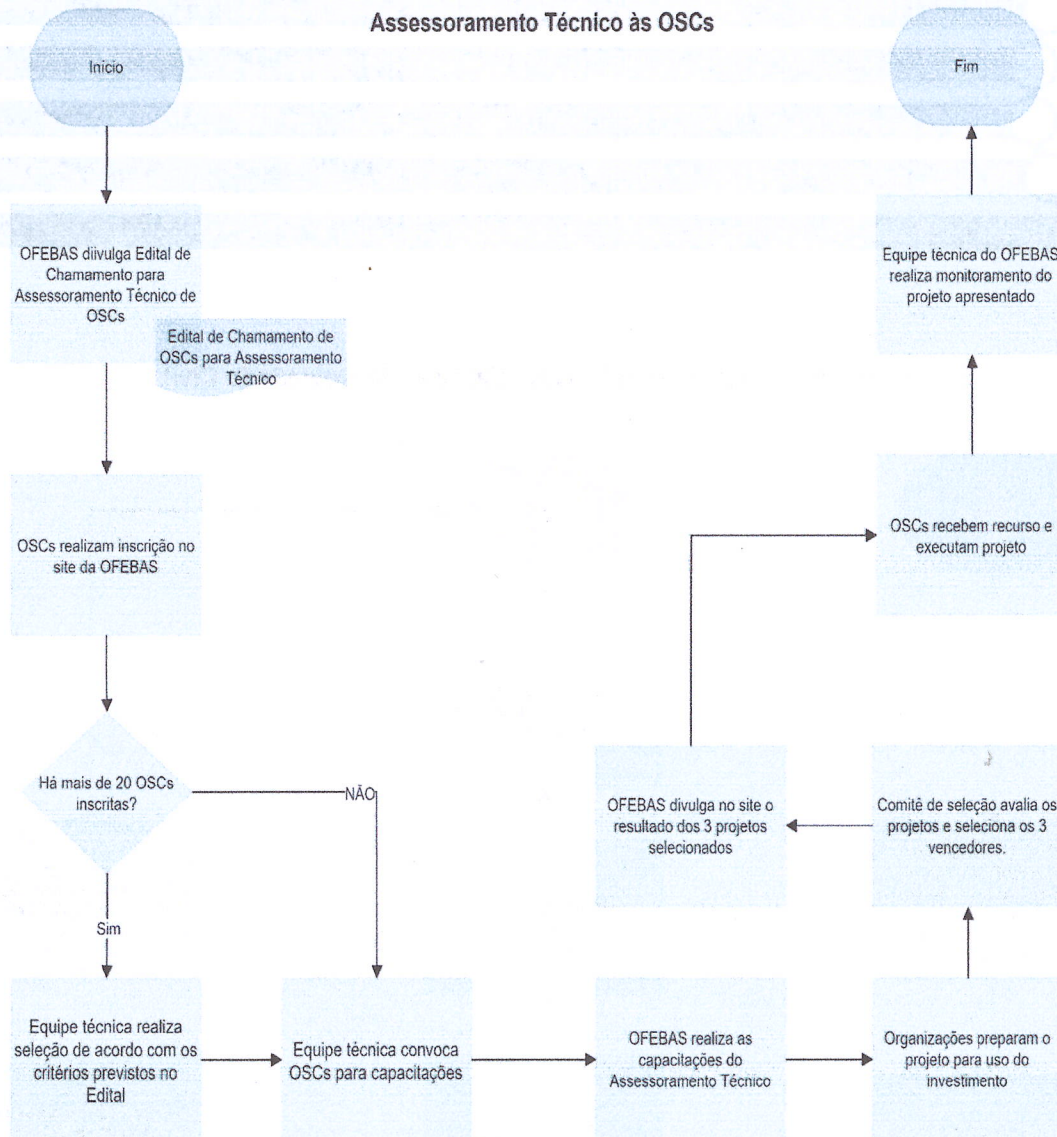 Assessoramento Técnico às OSCs
Inicio
OFEBAS diivulga Edital de
Chamamento para
Assessoramento Técnico de
OSCs
Edital de Chamamento de
OSCs para Assessoramento
Técnico
OSCs realizam inscrição no
site da OFEBAS
Há mais de 20 OSCs
inscritas?
NÃO
Sim
Equipe técnica realiza
seleção de acordo com os
critérios previstos no
Edital
Equipe técnica convoca
OSCs para capacitações
OFEBAS realiza as
capacitações do
Assessoramento Técnico
Organizações preparam o
projeto para uso do
investimento
Comitê de seleção avalia os
projetos e seleciona os 3
vencedores.
OFEBAS divulga no site o
resultado dos 3 projetos
selecionados
OSCs recebem recurso e
executam projeto
Equipe técnica do OFEBAS
realiza monitoramento do
projeto apresentado
Fim